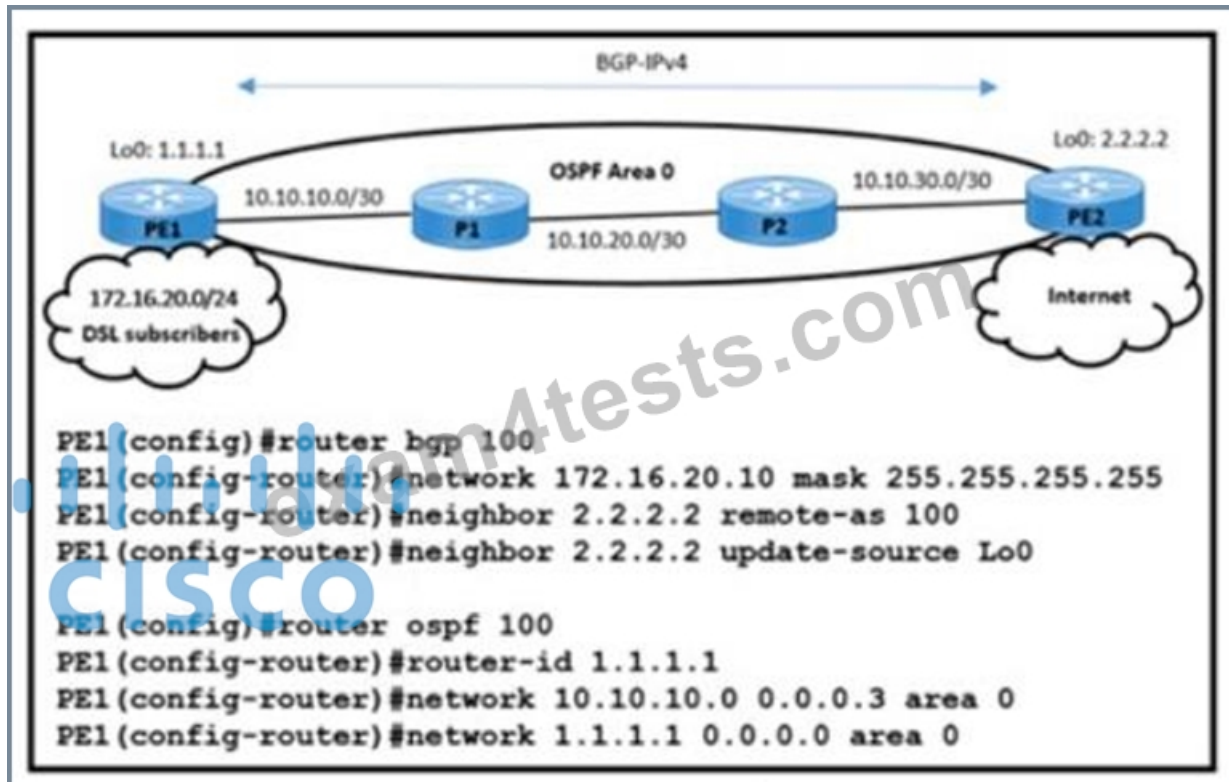 BGP-IPv4
Lo0: 1.1.1.1
Lo0: 2.2.2.2
OSPF Area 0
10.10.10.0/30
10.10.30.0/30
PE1
P1
P2
PE2
10.10.20.0/30
172.16.20.0/24
DSL subscribers
Internet
exam4tests.com
PE1(config)#router bgp 100
PE1(config-router)#network 172.16.20.10 mask 255.255.255.255
PE1(config-router)#neighbor 2.2.2.2 remote-as 100
PE1(config-router)#neighbor 2.2.2.2 update-source Lo0
CISCO
PE1(config)#router ospf 100
PE1(config-router)#router-id 1.1.1.1
PE1(config-router)#network 10.10.10.0 0.0.0.3 area 0
PE1(config-router)#network 1.1.1.1 0.0.0.0 area 0